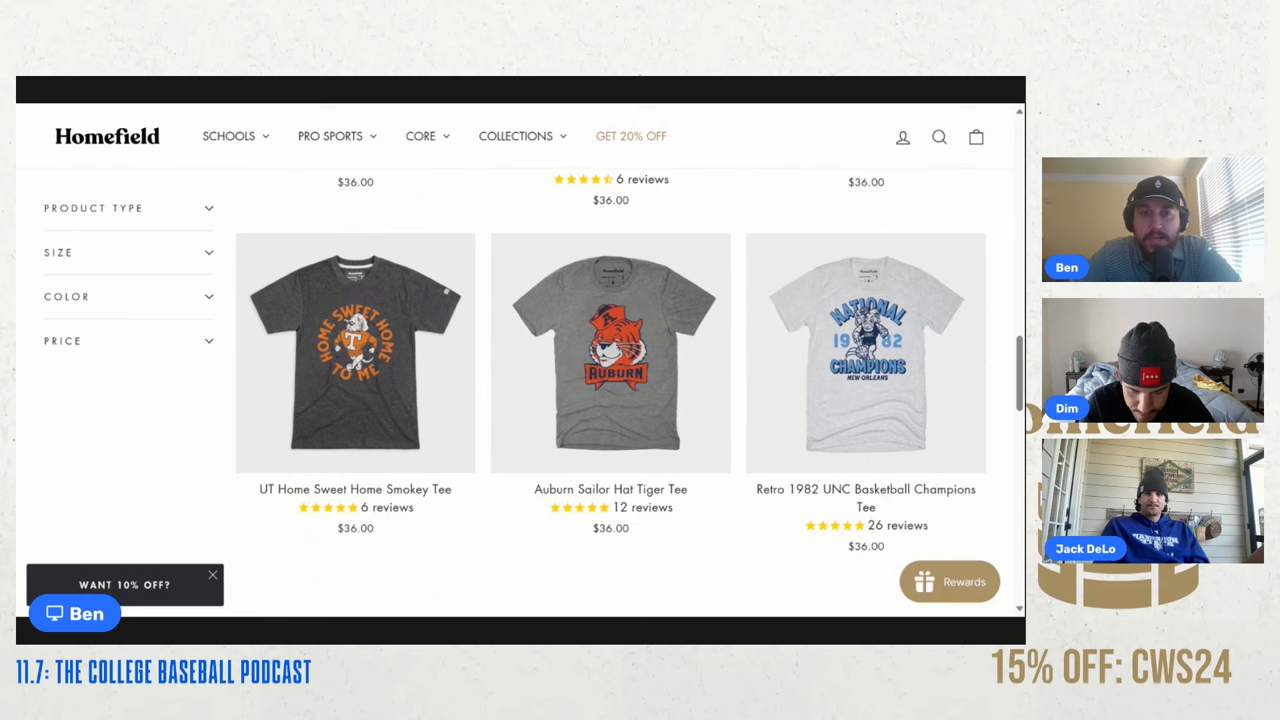 Homefield
SCHOOLS
PRO SPORTS
CORE
COLLECTIONS
GET 20% OFF
$36.00
6 reviews
$36.00
$36.00
PRODUCT TYPE
SIZE
COLOR
PRICE
HOME SWEET HOME
T
TO ME
Homefield
A
AUBURN
Homefield
NATIONAL
1982
CHAMPIONS
NEW ORLEANS
UT Home Sweet Home Smokey Tee
6 reviews
$36.00
Auburn Sailor Hat Tiger Tee
12 reviews
$36.00
Retro 1982 UNC Basketball Champions
Tee
26 reviews
$36.00
WANT 10% OFF?
Rewards
Ben
Ben
Dim
Jack DeLo
11.7: THE COLLEGE BASEBALL PODCAST
15% OFF: CWS24